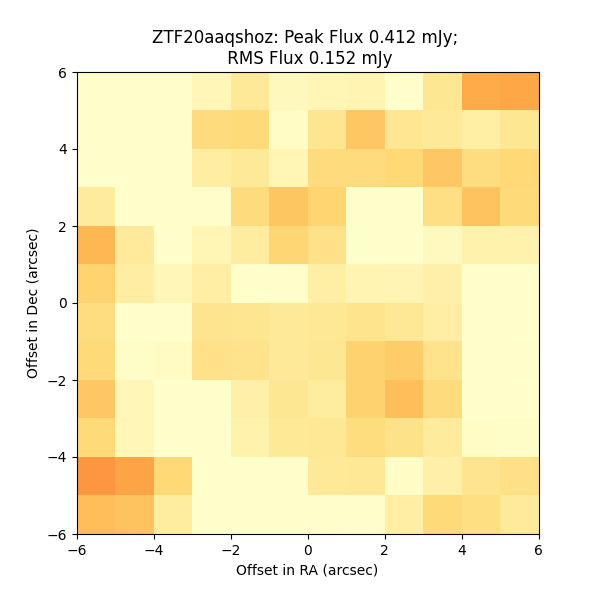 ZTF20aaqshoz: Peak Flux 0.412 mJy;
RMS Flux 0.152 mJy
6
4
2
0
−2
−4
−6
Offset in Dec (arcsec)
−6 −4 −2 0 2 4 6
Offset in RA (arcsec)